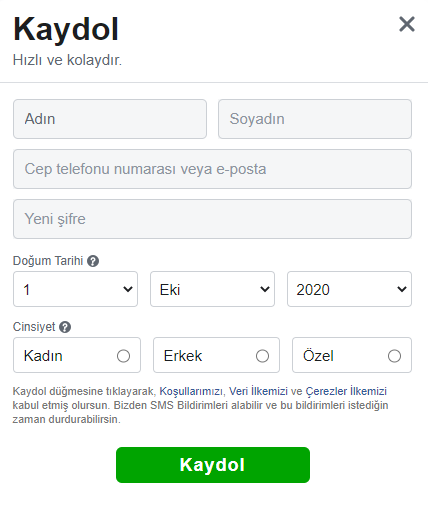 Kaydol
Hızlı ve kolaydır.
Adın Soyadın
Cep telefonu numarası veya e-posta
Yeni şifre
Doğum Tarihi ?
1 Eki 2020
Cinsiyet ?
Kadın Erkek Özel
Kaydol düğmesine tıklayarak, Koşullarımızı, Veri İlkemizi ve Çerezler İlkemizi
kabul etmiş olursun. Bizden SMS Bildirimleri alabilir ve bu bildirimleri istediğin
zaman durdurabilirsin.
Kaydol